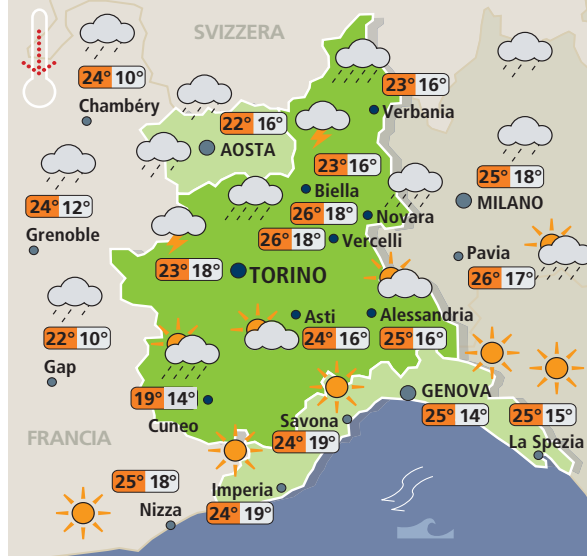 SVIZZERA
24° 10°
Chambéry
23° 16°
Verbania
22° 16°
AOSTA
23° 16°
Biella
25° 18°
MILANO
24° 12°
Grenoble
26° 18°
Novara
26° 18°
Vercelli
Pavia
26° 17°
23° 18°
TORINO
22° 10°
Gap
Asti
24° 16°
Alessandria
25° 16°
19° 14°
Cuneo
GENOVA
25° 14°
25° 15°
La Spezia
Savona
24° 19°
FRANCIA
25° 18°
Nizza
Imperia
24° 19°